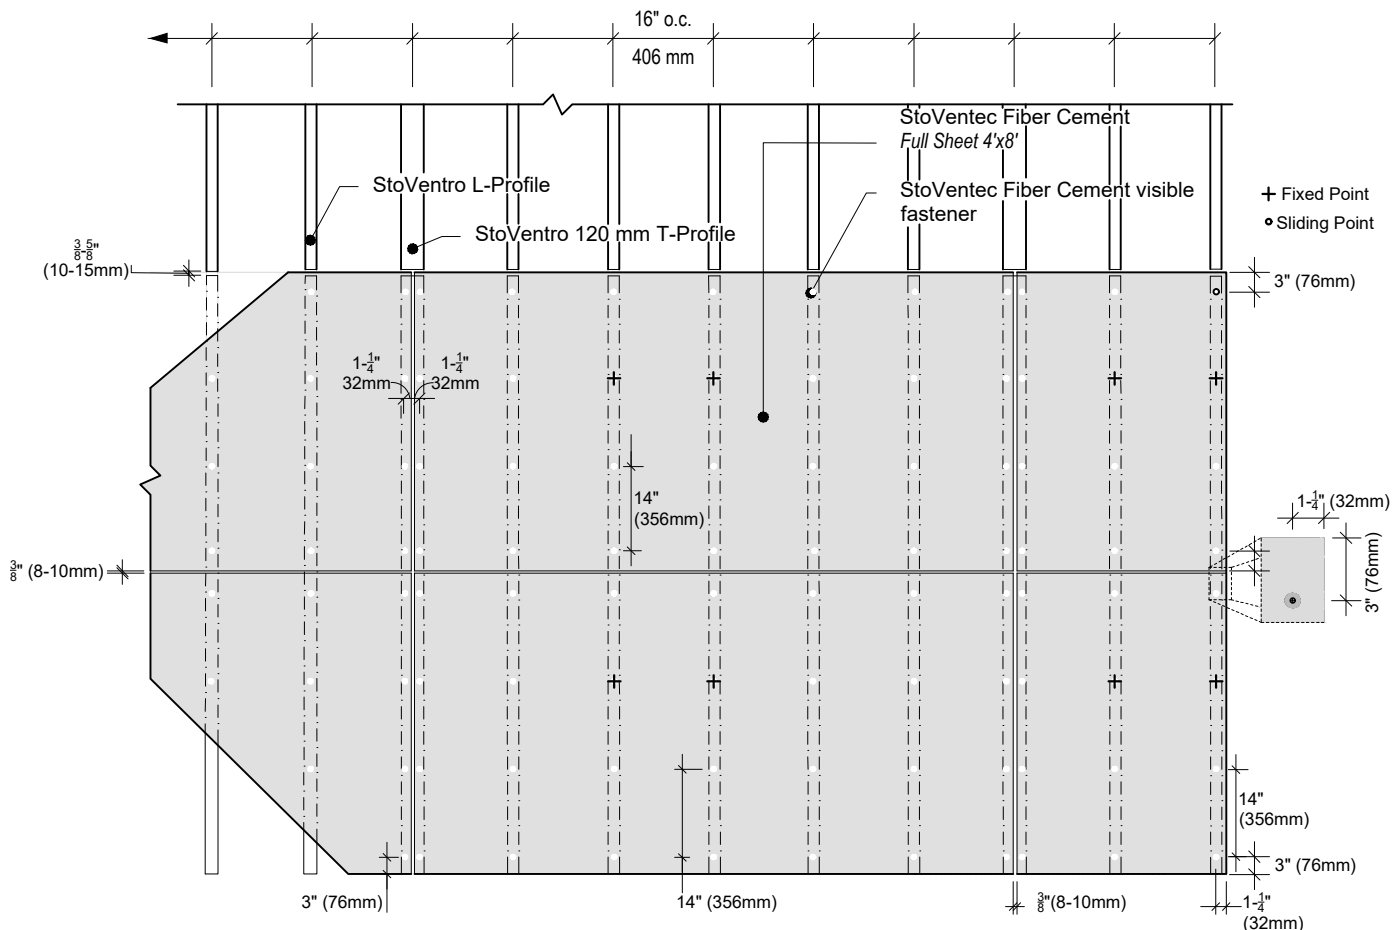 16" o.c.
406 mm
StoVentec Fiber Cement
Full Sheet 4'x8'
StoVentro L-Profile
StoVentec Fiber Cement visible
fastener
Fixed Point
Sliding Point
StoVentro 120 mm T-Profile
3/8-5/8"
(10-15mm)
3" (76mm)
1-1/4"
32mm
1-1/4"
32mm
14"
(356mm)
1-1/4" (32mm)
3" (76mm)
3/8" (8-10mm)
14"
(356mm)
3" (76mm)
3" (76mm)
14" (356mm)
3/8"(8-10mm)
1-1/4"
(32mm)